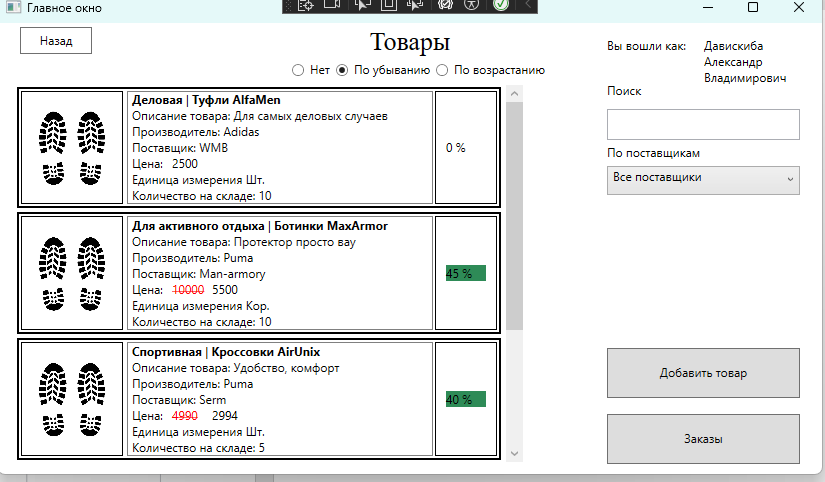 Главное окно
Назад
Товары
Вы вошли как: Давискиба
Александр
Владимирович
Нет По убыванию По возрастанию
Поиск
По поставщикам
Все поставщики
Деловая | Туфли AlfaMen
Описание товара: Для самых деловых случаев
Производитель: Adidas
Поставщик: WMB
Цена: 2500
Единица измерения Шт.
Количество на складе: 10
0 %
Для активного отдыха | Ботинки MaxArmor
Описание товара: Протектор просто вау
Производитель: Puma
Поставщик: Man-armory
Цена: 10000 5500
Единица измерения Кор.
Количество на складе: 10
45 %
Спортивная | Кроссовки AirUnix
Описание товара: Удобство, комфорт
Производитель: Puma
Поставщик: Serm
Цена: 4990 2994
Единица измерения Шт.
Количество на складе: 5
40 %
Добавить товар
Заказы